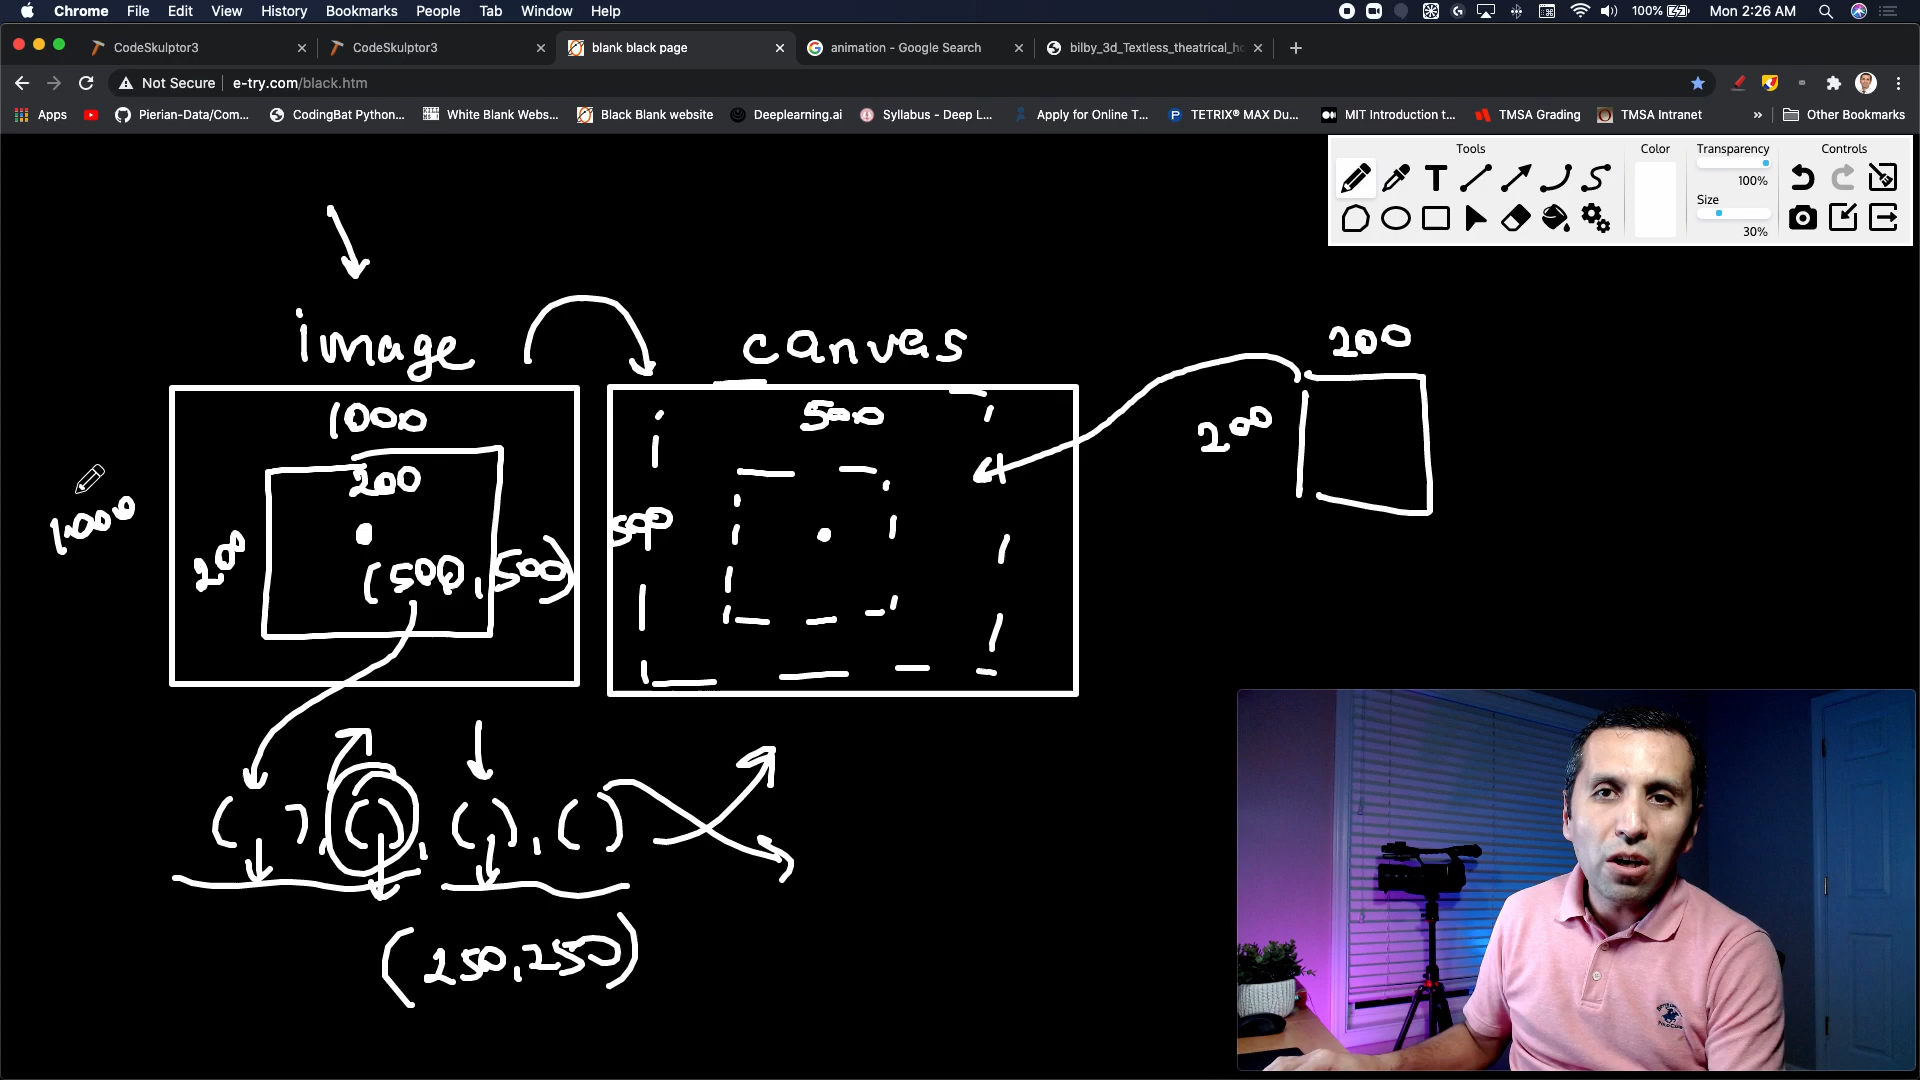 Chrome File Edit View History Bookmarks People Tab Window Help
100% Mon 2:26 AM
CodeSkulptor3
CodeSkulptor3
blank black page
animation - Google Search
bilby_3d_Textless_theatrical_ho
Not Secure e-try.com/black.htm
Apps
Pierian-Data/Com...
CodingBat Python...
White Blank Webs...
Black Blank website
Deeplearning.ai
Syllabus - Deep L...
Apply for Online T...
TETRIX® MAX Du...
MIT Introduction t...
TMSA Grading
TMSA Intranet
»
Other Bookmarks
Tools
Color
Transparency
100%
Size
30%
Controls
image
canvas
200
1000
500
200
200
1000
500
200
(500,500)
( ), ( ), ( ), ( )
(250,250)